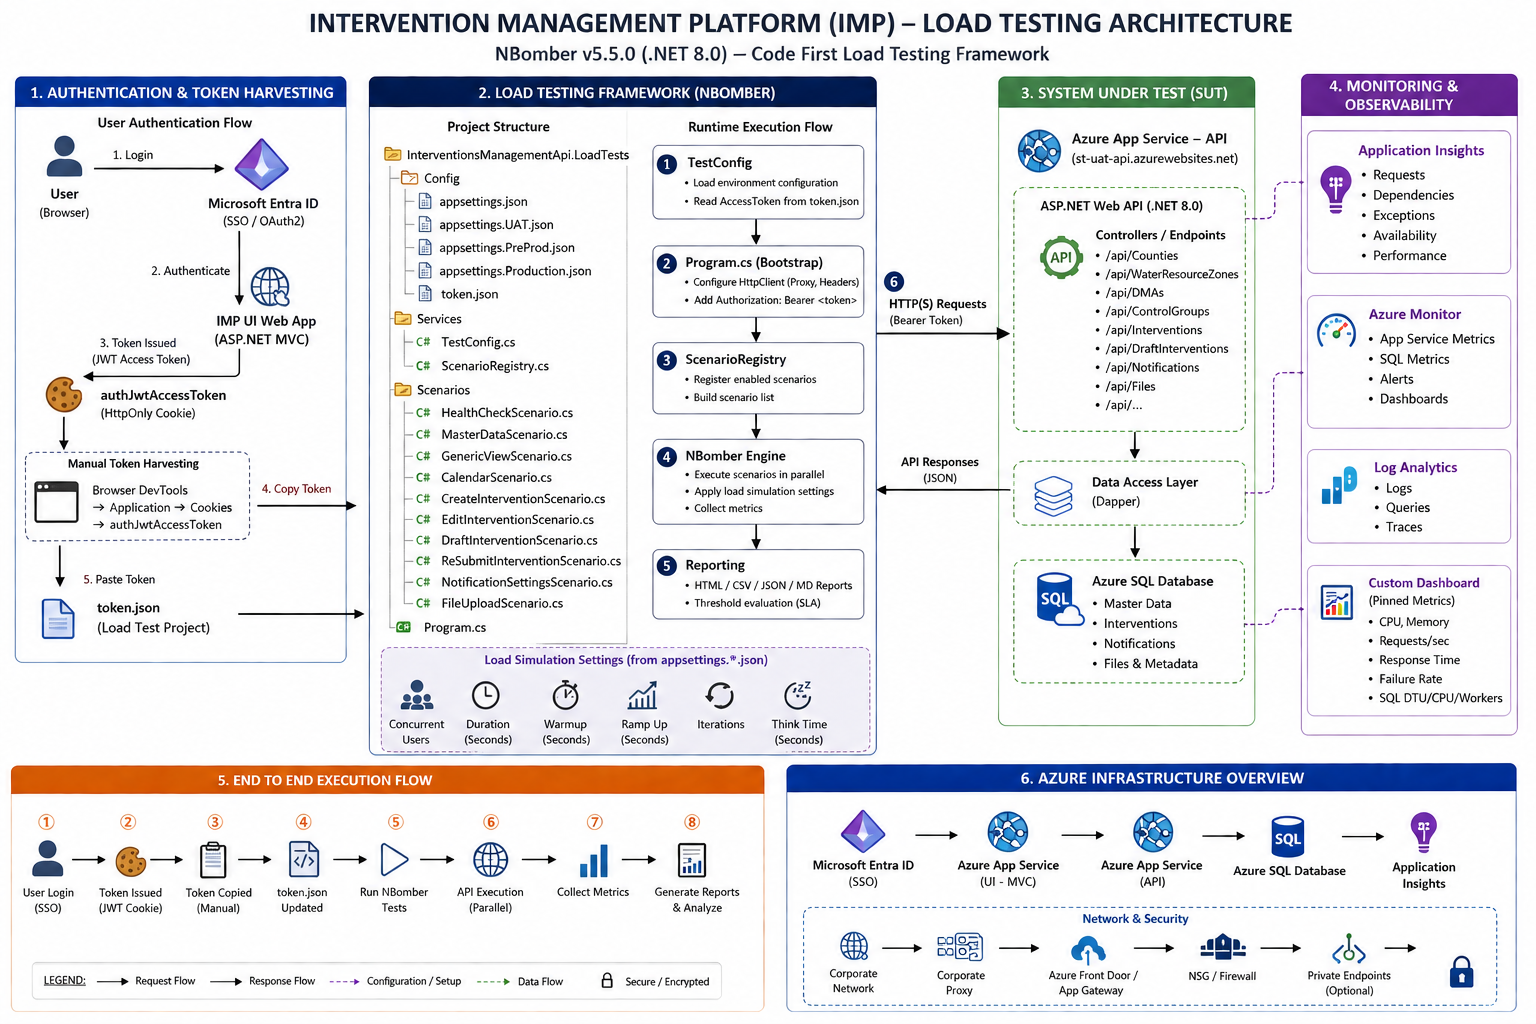 INTERVENTION MANAGEMENT PLATFORM (IMP) – LOAD TESTING ARCHITECTURE
NBomber v5.5.0 (.NET 8.0) — Code First Load Testing Framework
1. AUTHENTICATION & TOKEN HARVESTING
User Authentication Flow
1. Login
User
(Browser)
Microsoft Entra ID
(SSO / OAuth2)
2. Authenticate
IMP UI Web App
(ASP.NET MVC)
3. Token Issued
(JWT Access Token)
authJwtAccessToken
(HttpOnly Cookie)
Manual Token Harvesting
Browser DevTools
→ Application → Cookies
→ authJwtAccessToken
4. Copy Token
5. Paste Token
token.json
(Load Test Project)
2. LOAD TESTING FRAMEWORK (NBOMBER)
Project Structure
InterventionsManagementApi.LoadTests
Config
appsettings.json
appsettings.UAT.json
appsettings.PreProd.json
appsettings.Production.json
token.json
Services
C# TestConfig.cs
C# ScenarioRegistry.cs
Scenarios
C# HealthCheckScenario.cs
C# MasterDataScenario.cs
C# GenericViewScenario.cs
C# CalendarScenario.cs
C# CreateInterventionScenario.cs
C# EditInterventionScenario.cs
C# DraftInterventionScenario.cs
C# ReSubmitInterventionScenario.cs
C# NotificationSettingsScenario.cs
C# FileUploadScenario.cs
C# Program.cs
Runtime Execution Flow
1 TestConfig
• Load environment configuration
• Read AccessToken from token.json
2 Program.cs (Bootstrap)
• Configure HttpClient (Proxy, Headers)
• Add Authorization: Bearer <token>
3 ScenarioRegistry
• Register enabled scenarios
• Build scenario list
4 NBomber Engine
• Execute scenarios in parallel
• Apply load simulation settings
• Collect metrics
5 Reporting
• HTML / CSV / JSON / MD Reports
• Threshold evaluation (SLA)
Load Simulation Settings (from appsettings.*.json)
Concurrent
Users
Duration
(Seconds)
Warmup
(Seconds)
Ramp Up
(Seconds)
Iterations
Think Time
(Seconds)
6
HTTP(S) Requests
(Bearer Token)
API Responses
(JSON)
3. SYSTEM UNDER TEST (SUT)
Azure App Service – API
(st-uat-api.azurewebsites.net)
ASP.NET Web API (.NET 8.0)
API
Controllers / Endpoints
• /api/Counties
• /api/WaterResourceZones
• /api/DMAs
• /api/ControlGroups
• /api/Interventions
• /api/DraftInterventions
• /api/Notifications
• /api/Files
• /api/...
Data Access Layer
(Dapper)
SQL
Azure SQL Database
• Master Data
• Interventions
• Notifications
• Files & Metadata
4. MONITORING &
OBSERVABILITY
Application Insights
• Requests
• Dependencies
• Exceptions
• Availability
• Performance
Azure Monitor
• App Service Metrics
• SQL Metrics
• Alerts
• Dashboards
Log Analytics
• Logs
• Queries
• Traces
Custom Dashboard
(Pinned Metrics)
• CPU, Memory
• Requests/sec
• Response Time
• Failure Rate
• SQL DTU/CPU/Workers
5. END TO END EXECUTION FLOW
① ② ③ ④ ⑤ ⑥ ⑦ ⑧
User Login
(SSO)
Token Issued
(JWT Cookie)
Token Copied
(Manual)
token.json
Updated
Run NBomber
Tests
API Execution
(Parallel)
Collect Metrics
Generate Reports
& Analyze
LEGEND:
Request Flow
Response Flow
Configuration / Setup
Data Flow
Secure / Encrypted
6. AZURE INFRASTRUCTURE OVERVIEW
Microsoft Entra ID
(SSO)
Azure App Service
(UI - MVC)
Azure App Service
(API)
SQL
Azure SQL Database
Application
Insights
Network & Security
Corporate
Network
Corporate
Proxy
Azure Front Door /
App Gateway
NSG / Firewall
Private Endpoints
(Optional)